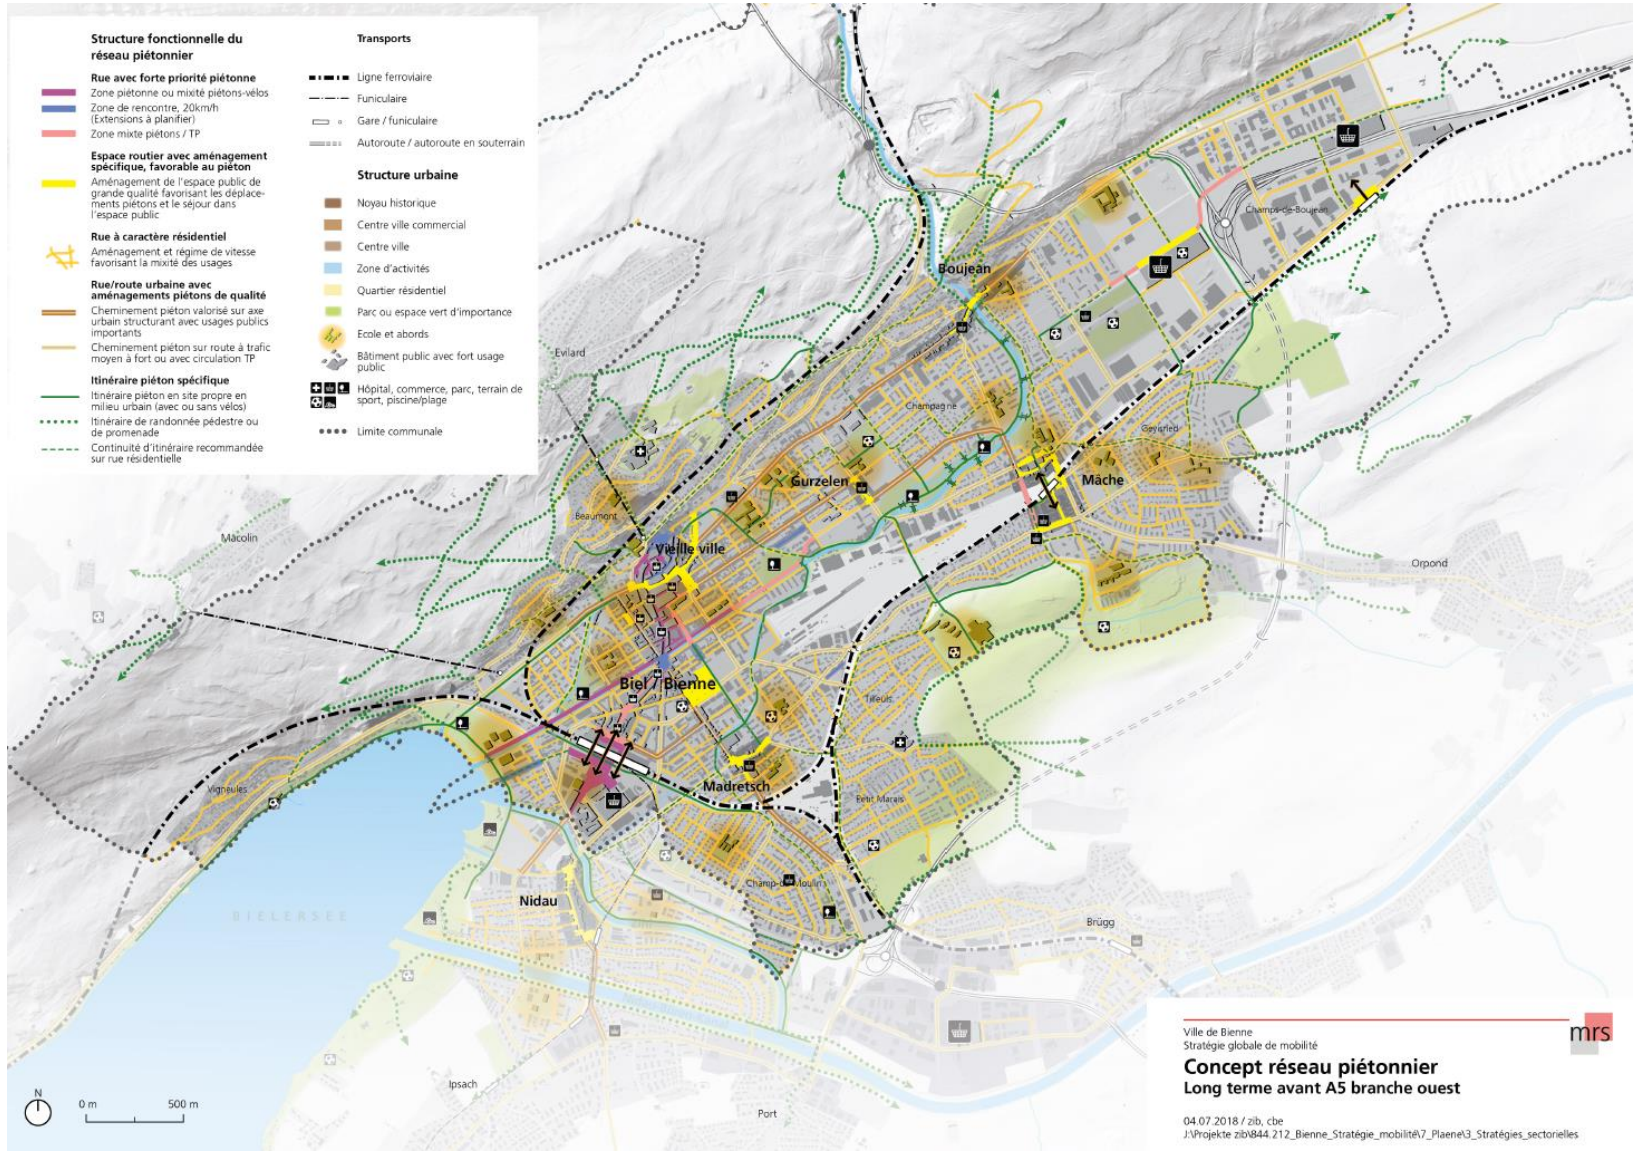 Structure fonctionnelle du
réseau piétonnier
Rue avec forte priorité piétonne
Zone piétonne ou mixité piétons-vélos
Zone de rencontre, 20km/h
(Extensions à planifier)
Zone mixte piétons / TP
Espace routier avec aménagement
spécifique, favorable au piéton
Aménagement de l'espace public de
grande qualité favorisant les déplace-
ments piétons et le séjour dans
l'espace public
Rue à caractère résidentiel
Aménagement et régime de vitesse
favorisant la mixité des usages
Rue/route urbaine avec
aménagements piétons de qualité
Cheminement piéton valorisé sur axe
urbain structurant avec usages publics
importants
Cheminement piéton sur route à trafic
moyen à fort ou avec circulation TP
Itinéraire piéton spécifique
Itinéraire piéton en site propre en
milieu urbain (avec ou sans vélos)
Itinéraire de randonnée pédestre ou
de promenade
Continuité d'itinéraire recommandée
sur rue résidentielle
Transports
Ligne ferroviaire
Funiculaire
Gare / funiculaire
Autoroute / autoroute en souterrain
Structure urbaine
Noyau historique
Centre ville commercial
Centre ville
Zone d'activités
Quartier résidentiel
Parc ou espace vert d'importance
Ecole et abords
Bâtiment public avec fort usage
public
Hôpital, commerce, parc, terrain de
sport, piscine/plage
Limite communale
Champs-de-Boujean
Boujean
Evilard
Champagne
Geyisried
Gurzelen
Mâche
Beaumont
Macolin
Vieille ville
Orpond
Biel / Bienne
Tilleuls
Vigneules
Madretsch
Petit Marais
Champ-du-Moulin
Nidau
BIELERSEE
Brügg
Ipsach
Port
N
0 m 500 m
Ville de Bienne
Stratégie globale de mobilité
mrs
Concept réseau piétonnier
Long terme avant A5 branche ouest
04.07.2018 / zib, cbe
J:\Projekte zib\844.212_Bienne_Stratégie_mobilité\7_Plaene\3_Stratégies_sectorielles